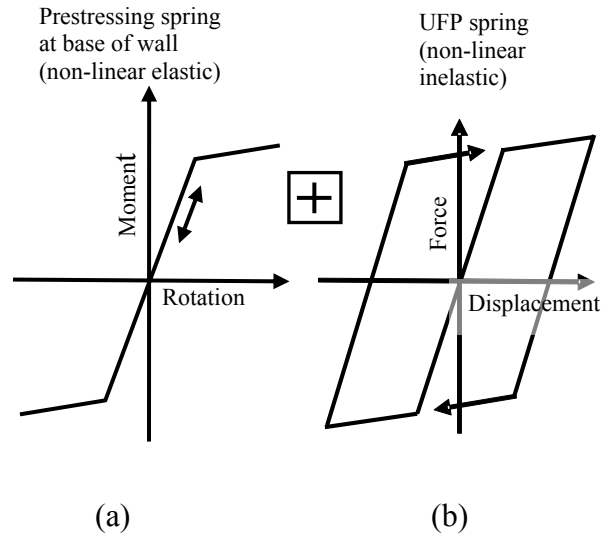 Prestressing spring
at base of wall
(non-linear elastic)
UFP spring
(non-linear
inelastic)
Moment
Rotation
+
Force
Displacement
(a)
(b)